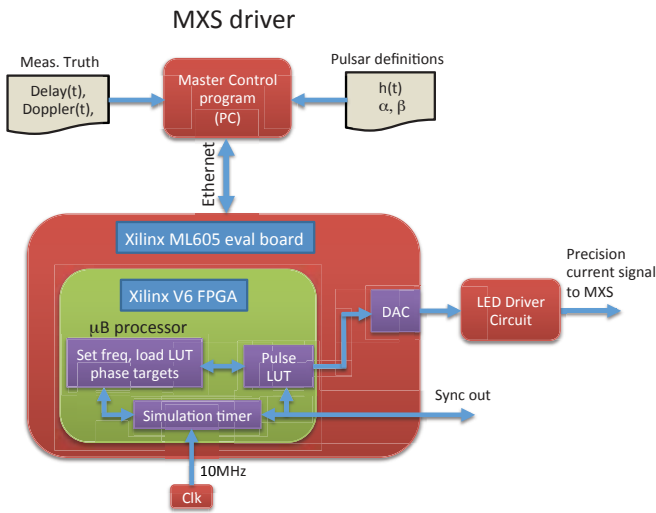 MXS driver
Meas. Truth
Delay(t),
Doppler(t),
Master Control
program
(PC)
Pulsar definitions
h(t)
α, β
Ethernet
Xilinx ML605 eval board
Xilinx V6 FPGA
μB processor
Set freq, load LUT
phase targets
Pulse
LUT
DAC
LED Driver
Circuit
Precision
current signal
to MXS
Simulation timer
Sync out
10MHz
Clk